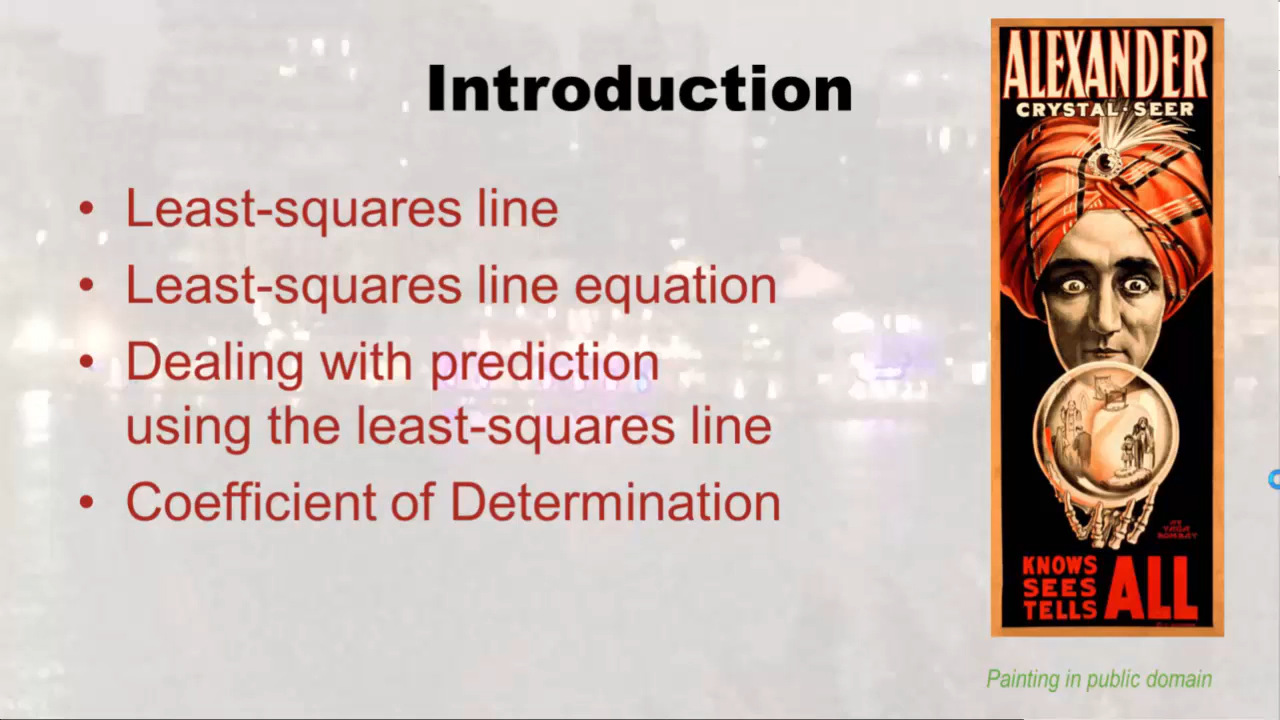 Introduction
• Least-squares line
• Least-squares line equation
• Dealing with prediction
using the least-squares line
• Coefficient of Determination
ALEXANDER
CRYSTAL-SEER
KNOWS
SEES
TELLS
ALL
Painting in public domain